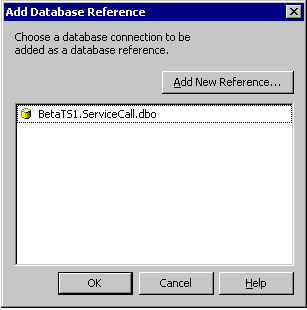 Add Database Reference
Choose a database connection to be
added as a database reference.
Add New Reference...
BetaTS1.ServiceCall.dbo
OK
Cancel
Help